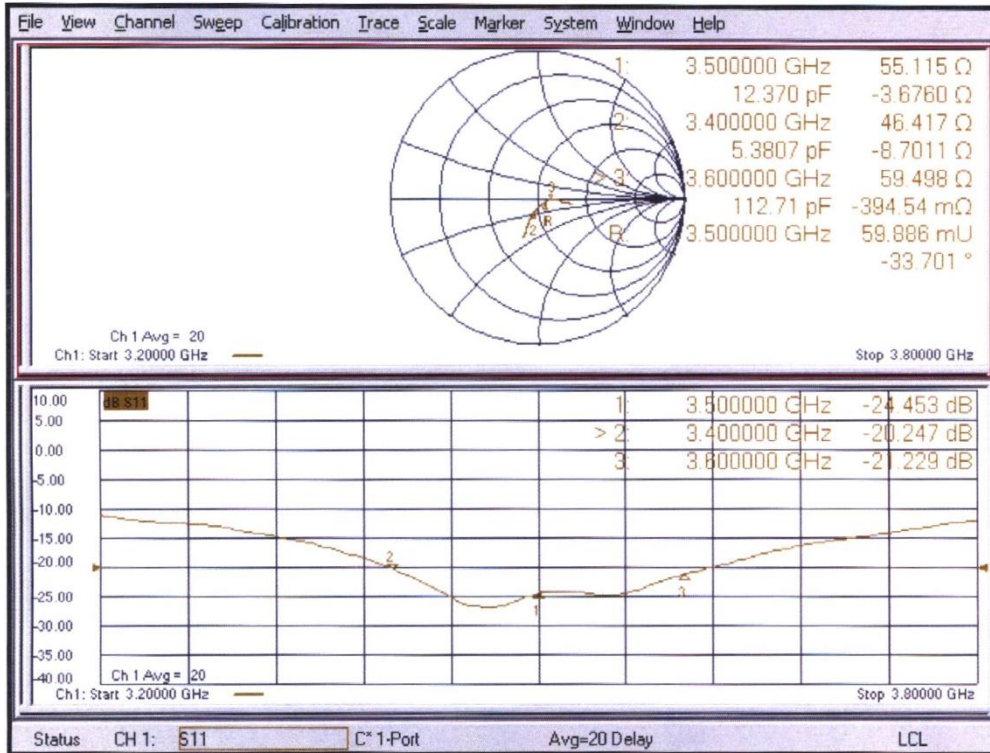 File View Channel Sweep Calibration Trace Scale Marker System Window Help
1: 3.500000 GHz 55.115 Ω
12.370 pF -3.6760 Ω
2: 3.400000 GHz 46.417 Ω
5.3807 pF -8.7011 Ω
> 3: 3.600000 GHz 59.498 Ω
112.71 pF -394.54 mΩ
R: 3.500000 GHz 59.886 mU
-33.701 °
3
2 R
Ch 1 Avg = 20
Ch1: Start 3.20000 GHz Stop 3.80000 GHz
10.00 dB S11 1: 3.500000 GHz -24.453 dB
5.00 > 2: 3.400000 GHz -20.247 dB
0.00 3: 3.600000 GHz -21.229 dB
-5.00
-10.00
-15.00
-20.00 2
-25.00 1 3
-30.00
-35.00
-40.00 Ch 1 Avg = 20
Ch1: Start 3.20000 GHz Stop 3.80000 GHz
Status CH 1: S11 C* 1-Port Avg=20 Delay LCL